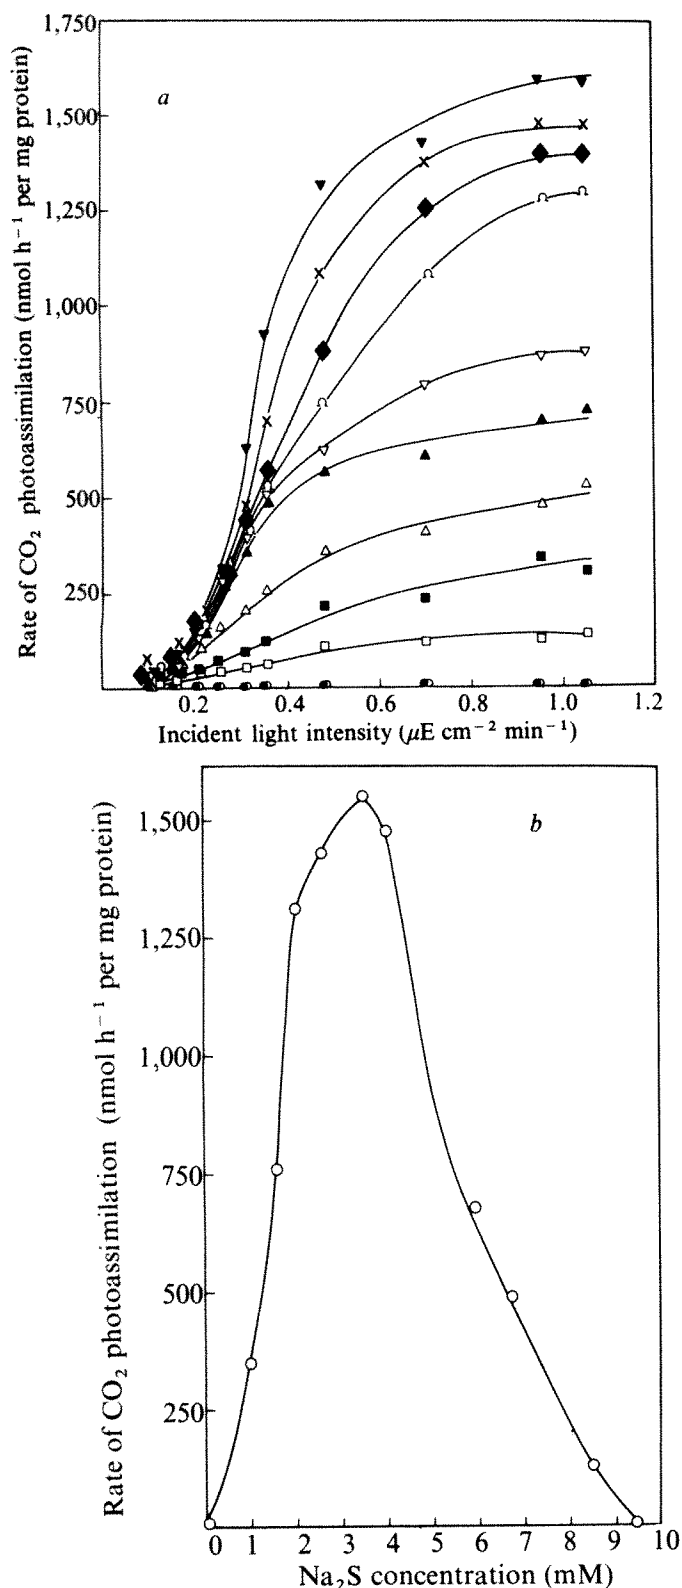 1,750
a
1,500
1,250
1,000
750
500
250
0.2 0.4 0.6 0.8 1.0 1.2
Rate of CO₂ photoassimilation (nmol h⁻¹ per mg protein)
Incident light intensity (μE cm⁻² min⁻¹)
b
1,500
1,250
1,000
750
500
250
0 1 2 3 4 5 6 7 8 9 10
Rate of CO₂ photoassimilation (nmol h⁻¹ per mg protein)
Na₂S concentration (mM)